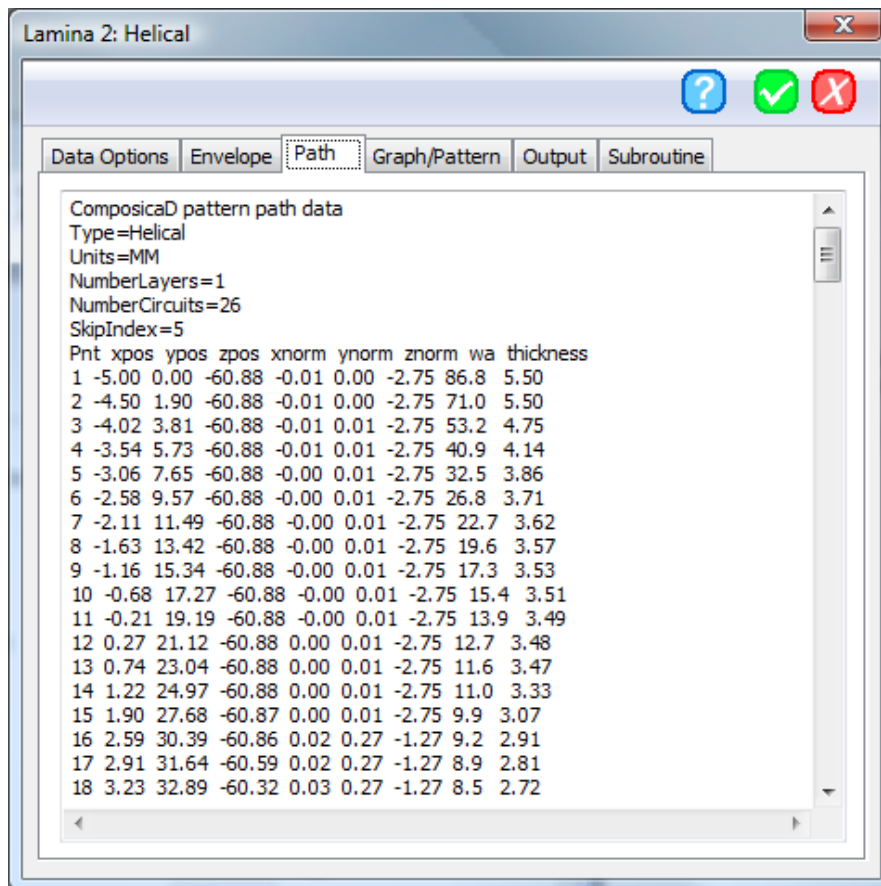 Lamina 2: Helical
X
?
X
Data Options Envelope Path Graph/Pattern Output Subroutine
ComposicaD pattern path data
Type=Helical
Units=MM
NumberLayers=1
NumberCircuits=26
SkipIndex=5
Pnt xpos ypos zpos xnorm ynorm znorm wa thickness
1 -5.00 0.00 -60.88 -0.01 0.00 -2.75 86.8 5.50
2 -4.50 1.90 -60.88 -0.01 0.00 -2.75 71.0 5.50
3 -4.02 3.81 -60.88 -0.01 0.01 -2.75 53.2 4.75
4 -3.54 5.73 -60.88 -0.01 0.01 -2.75 40.9 4.14
5 -3.06 7.65 -60.88 -0.00 0.01 -2.75 32.5 3.86
6 -2.58 9.57 -60.88 -0.00 0.01 -2.75 26.8 3.71
7 -2.11 11.49 -60.88 -0.00 0.01 -2.75 22.7 3.62
8 -1.63 13.42 -60.88 -0.00 0.01 -2.75 19.6 3.57
9 -1.16 15.34 -60.88 -0.00 0.01 -2.75 17.3 3.53
10 -0.68 17.27 -60.88 -0.00 0.01 -2.75 15.4 3.51
11 -0.21 19.19 -60.88 -0.00 0.01 -2.75 13.9 3.49
12 0.27 21.12 -60.88 0.00 0.01 -2.75 12.7 3.48
13 0.74 23.04 -60.88 0.00 0.01 -2.75 11.6 3.47
14 1.22 24.97 -60.88 0.00 0.01 -2.75 11.0 3.33
15 1.90 27.68 -60.87 0.00 0.01 -2.75 9.9 3.07
16 2.59 30.39 -60.86 0.02 0.27 -1.27 9.2 2.91
17 2.91 31.64 -60.59 0.02 0.27 -1.27 8.9 2.81
18 3.23 32.89 -60.32 0.03 0.27 -1.27 8.5 2.72